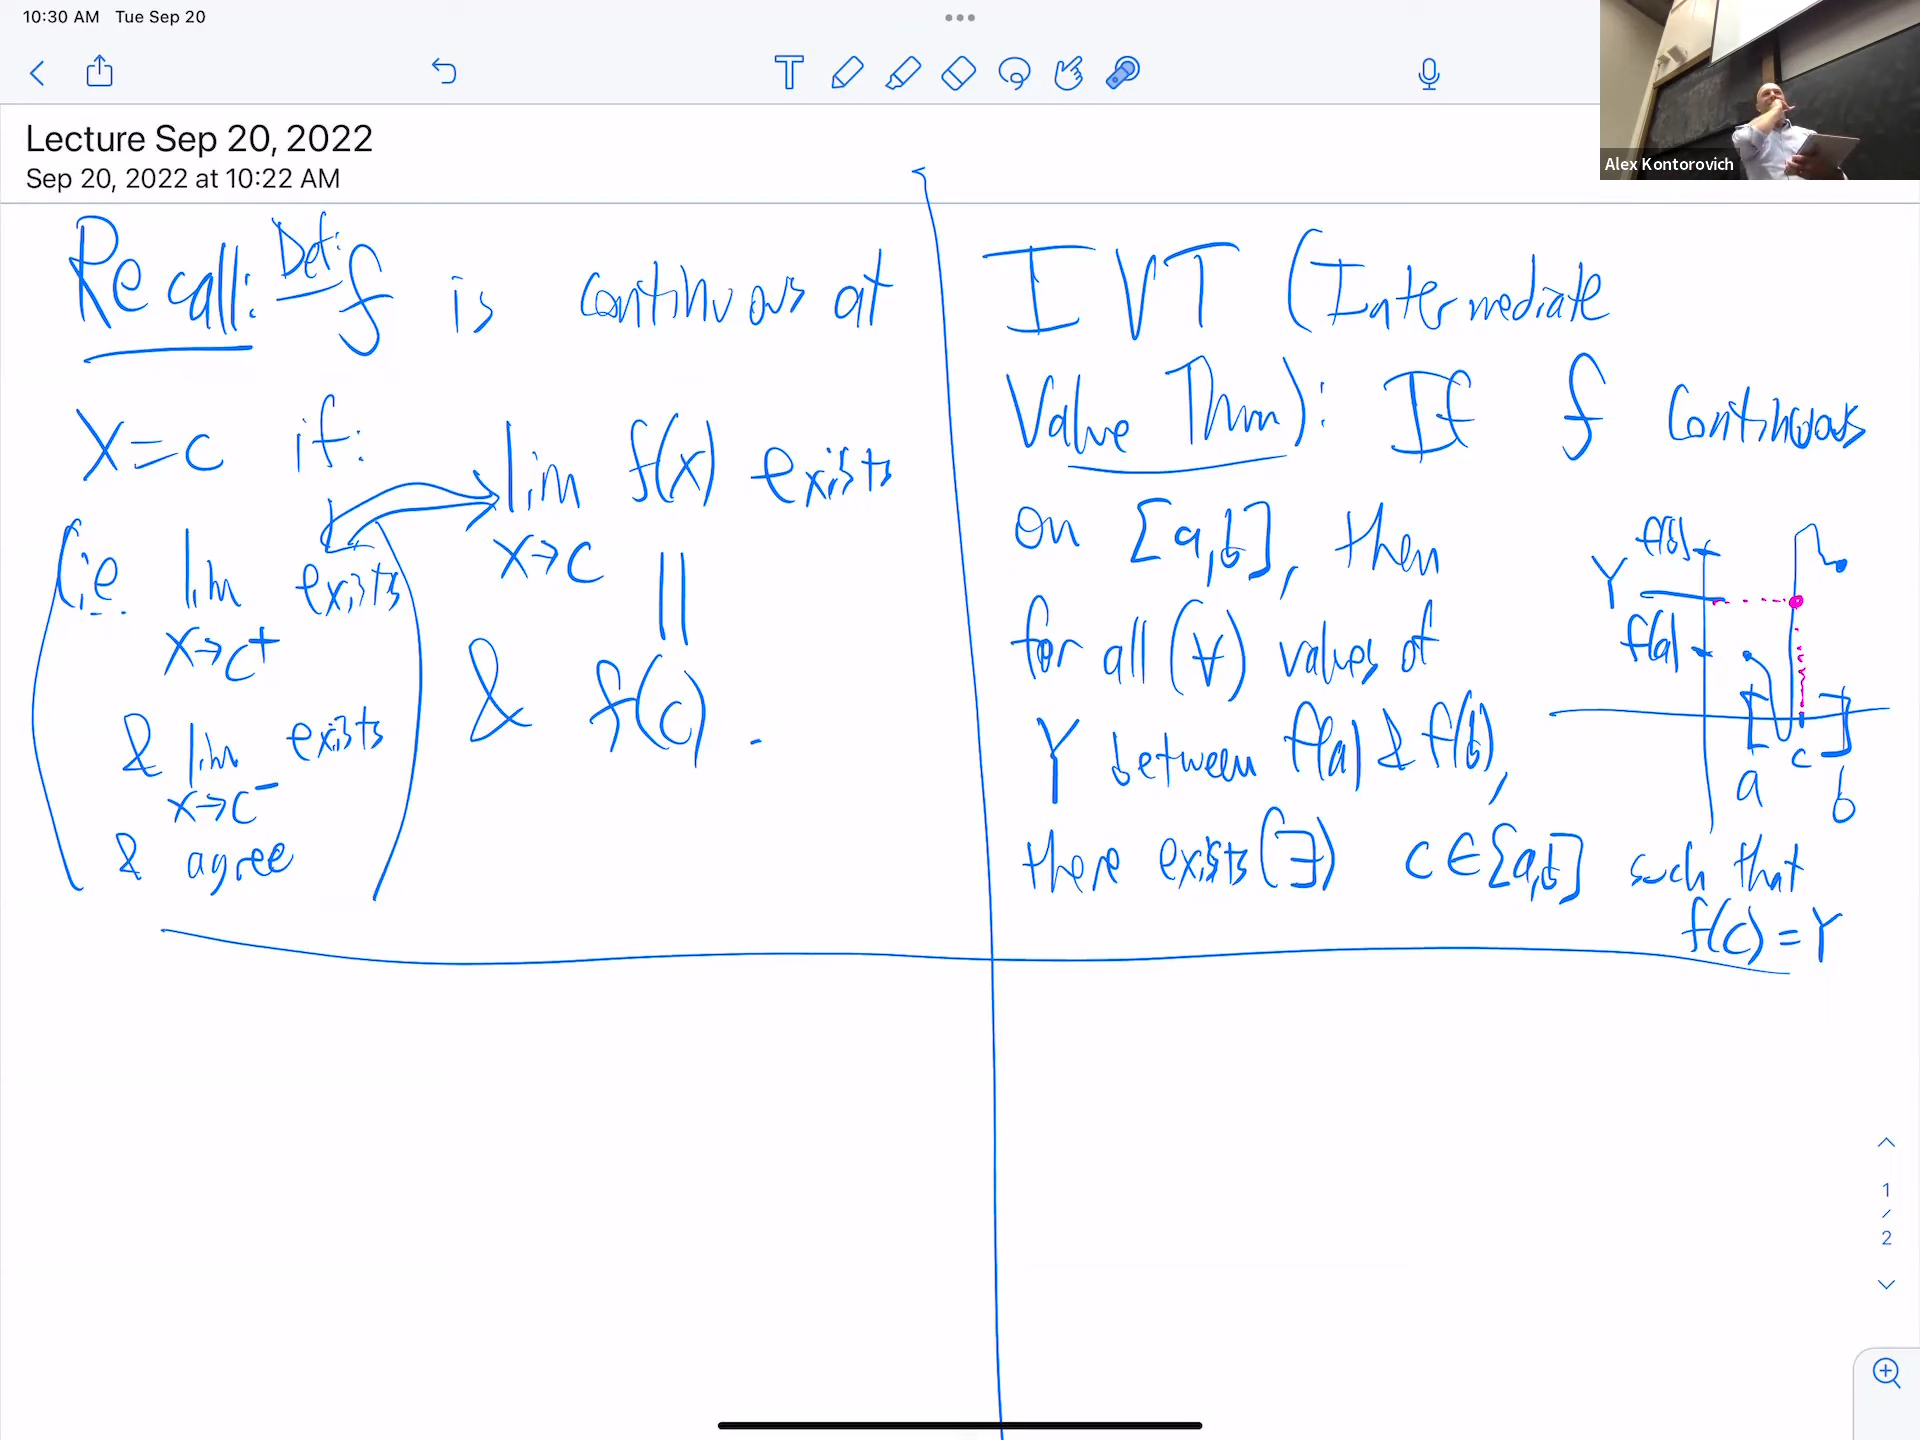 10:30 AM Tue Sep 20
Alex Kontorovich
Lecture Sep 20, 2022
Sep 20, 2022 at 10:22 AM
Recall: Def: f is continuous at
x=c if:
lim f(x) exists
x→c
||
& f(c).
(i.e. lim exists
x→c⁺
& lim exists
x→c⁻
& agree)
IVT (Intermediate
Value Thm): If f continuous
on [a,b], then
for all (∀) values of
Y between f(a) & f(b),
there exists (∃) c∈[a,b] such that
f(c)=Y
f(b)
Y
f(a)
[ c ]
a b
1
/
2